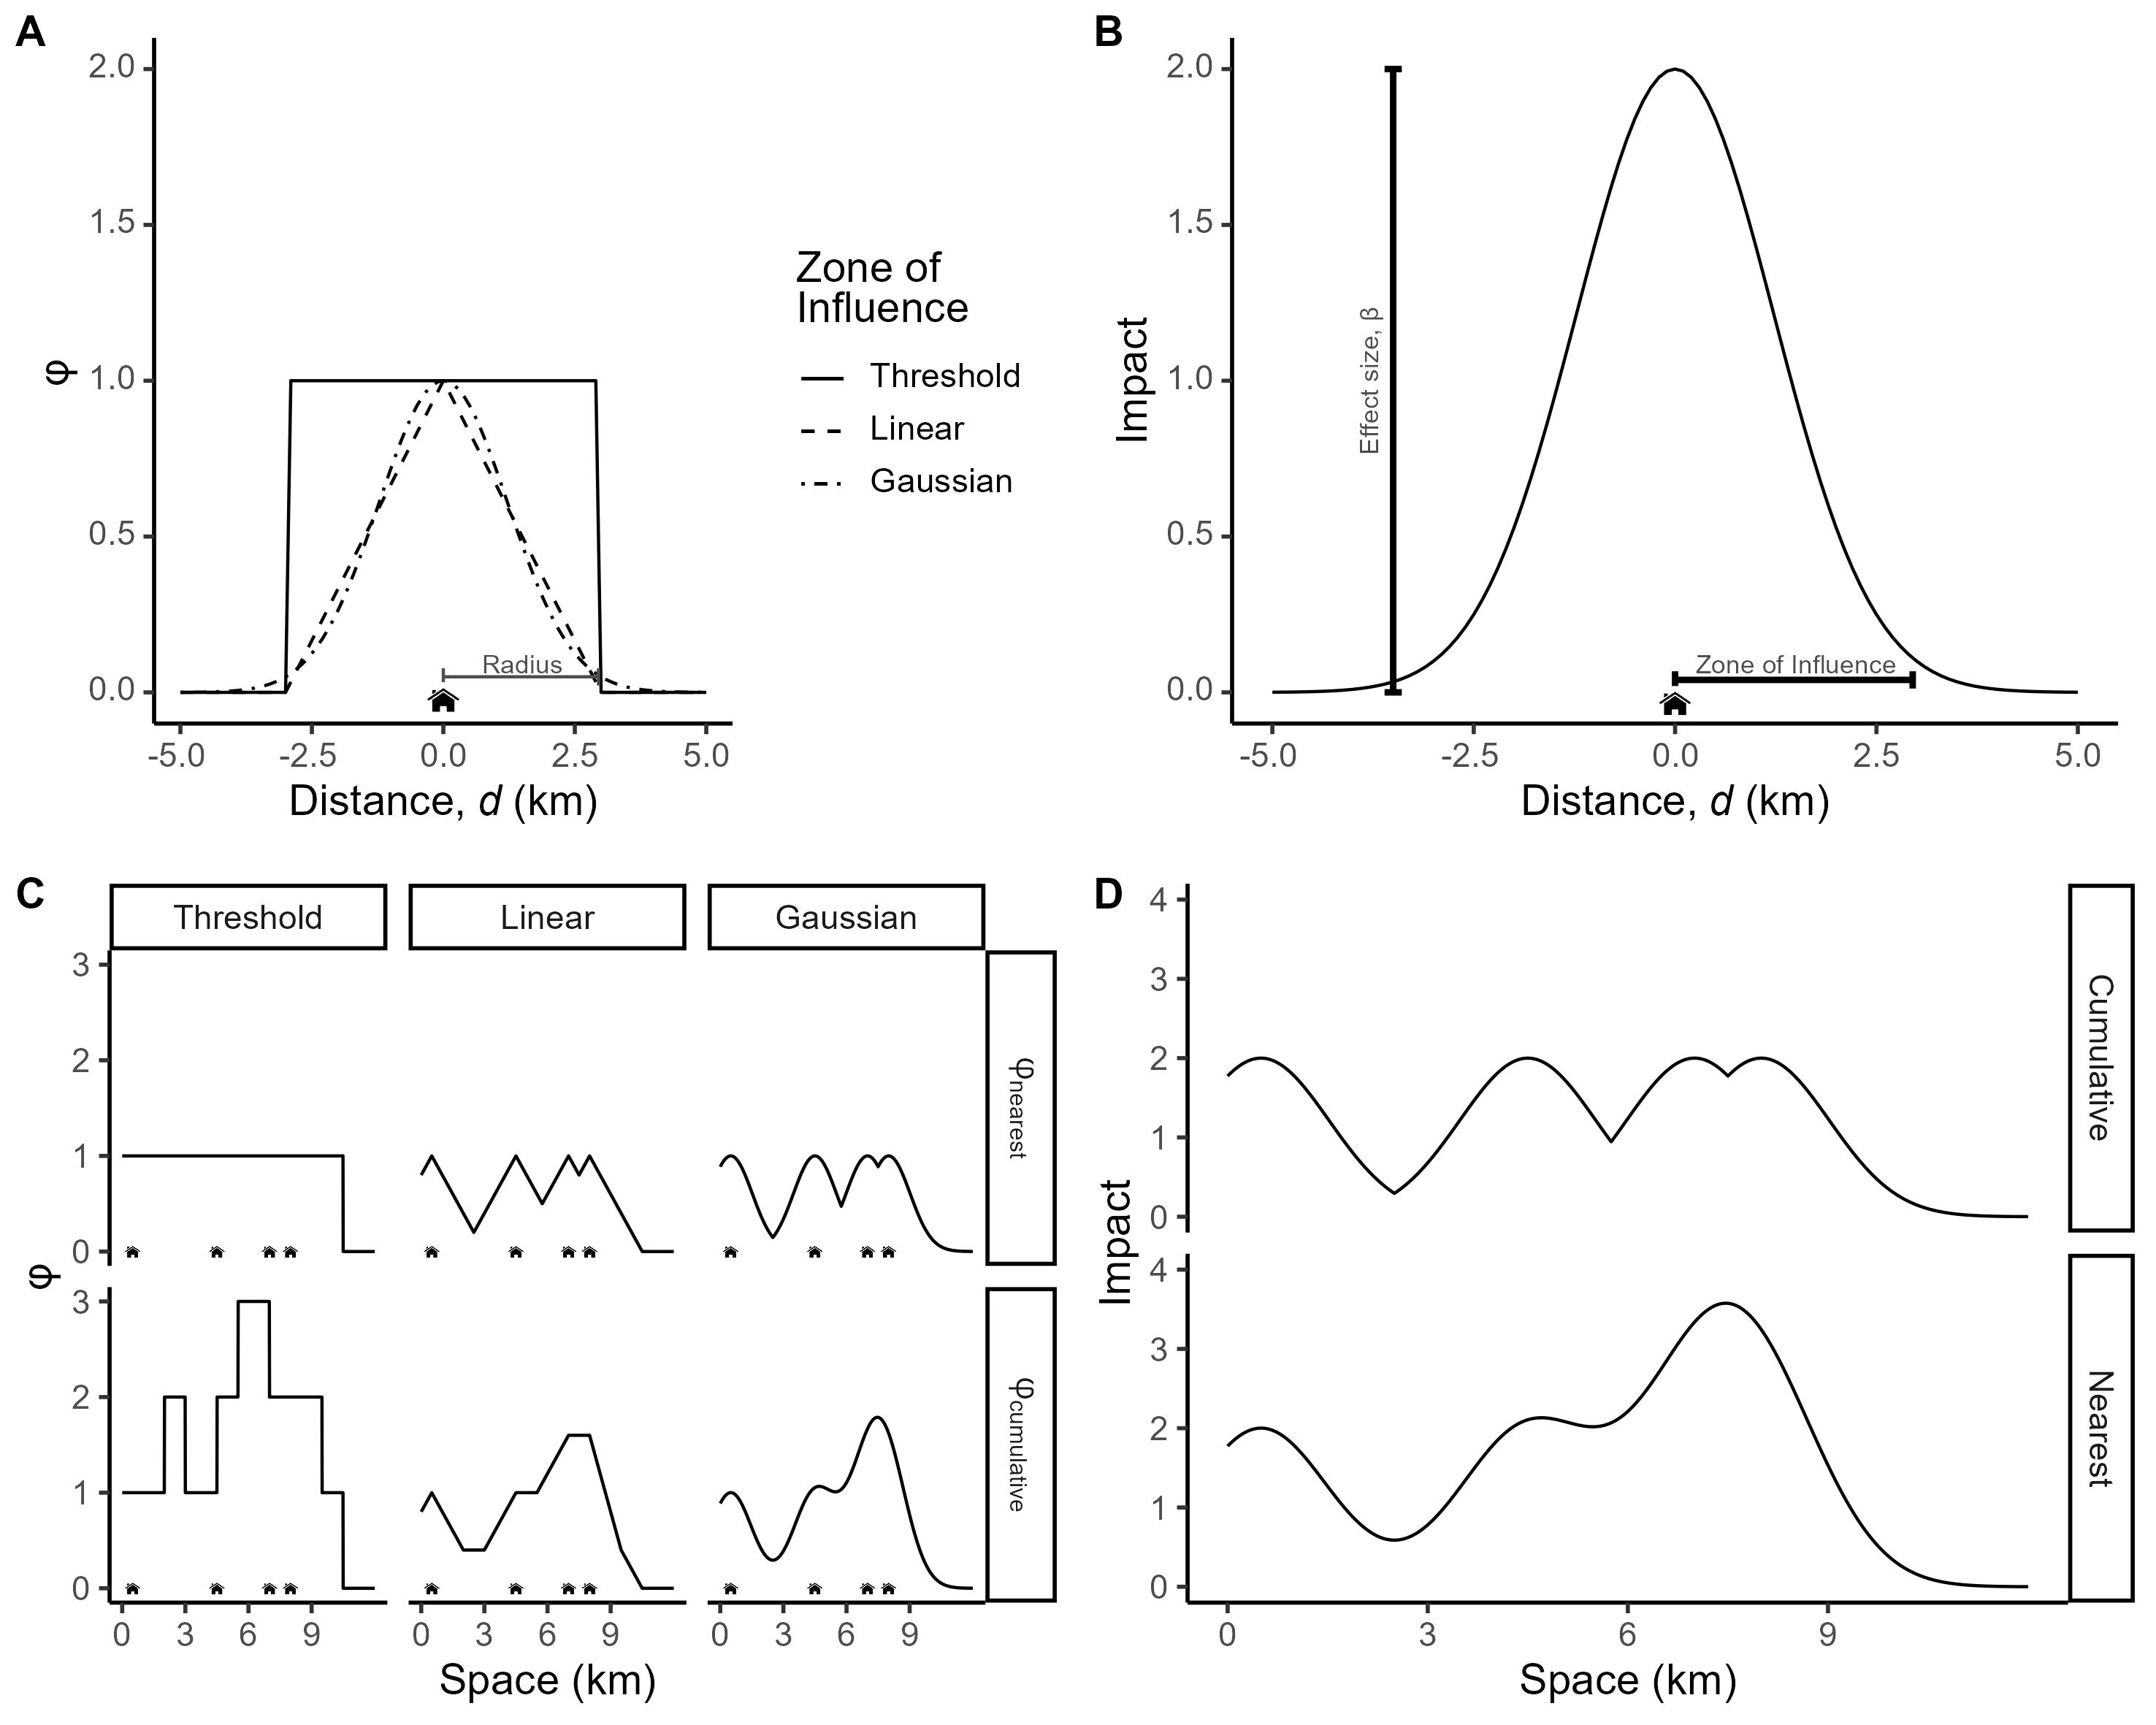 A
2.0
1.5
1.0
0.5
0.0
φ
-5.0 -2.5 0.0 2.5 5.0
Distance, d (km)
Radius
Zone of
Influence
Threshold
Linear
Gaussian
B
2.0
1.5
1.0
0.5
0.0
Impact
Effect size, β
Zone of Influence
-5.0 -2.5 0.0 2.5 5.0
Distance, d (km)
C
Threshold Linear Gaussian
3
2
1
0
φnearest
φ
3
2
1
0
φcumulative
0 3 6 9 0 3 6 9 0 3 6 9
Space (km)
D
4
3
2
1
0
Cumulative
Impact
4
3
2
1
0
Nearest
0 3 6 9
Space (km)